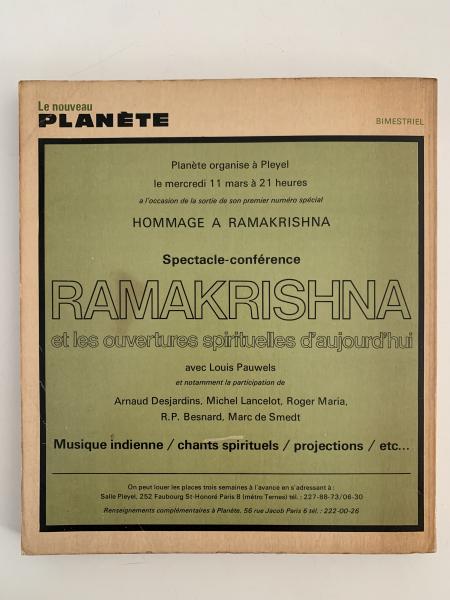 Le nouveau
PLANÈTE
BIMESTRIEL
Planète organise à Pleyel
le mercredi 11 mars à 21 heures
a l'occasion de la sortie de son premier numéro spécial
HOMMAGE A RAMAKRISHNA
Spectacle-conférence
RAMAKRISHNA
et les ouvertures spirituelles d'aujourd'hui
avec Louis Pauwels
et notamment la participation de
Arnaud Desjardins, Michel Lancelot, Roger Maria,
R.P. Besnard, Marc de Smedt
Musique indienne / chants spirituels / projections / etc...
On peut louer les places trois semaines à l'avance en s'adressant à :
Salle Pleyel, 252 Faubourg St-Honoré Paris 8 (métro Ternes) tél. : 227-88-73/06-30
Renseignements complémentaires à Planète, 56 rue Jacob Paris 6 tél. : 222-00-26